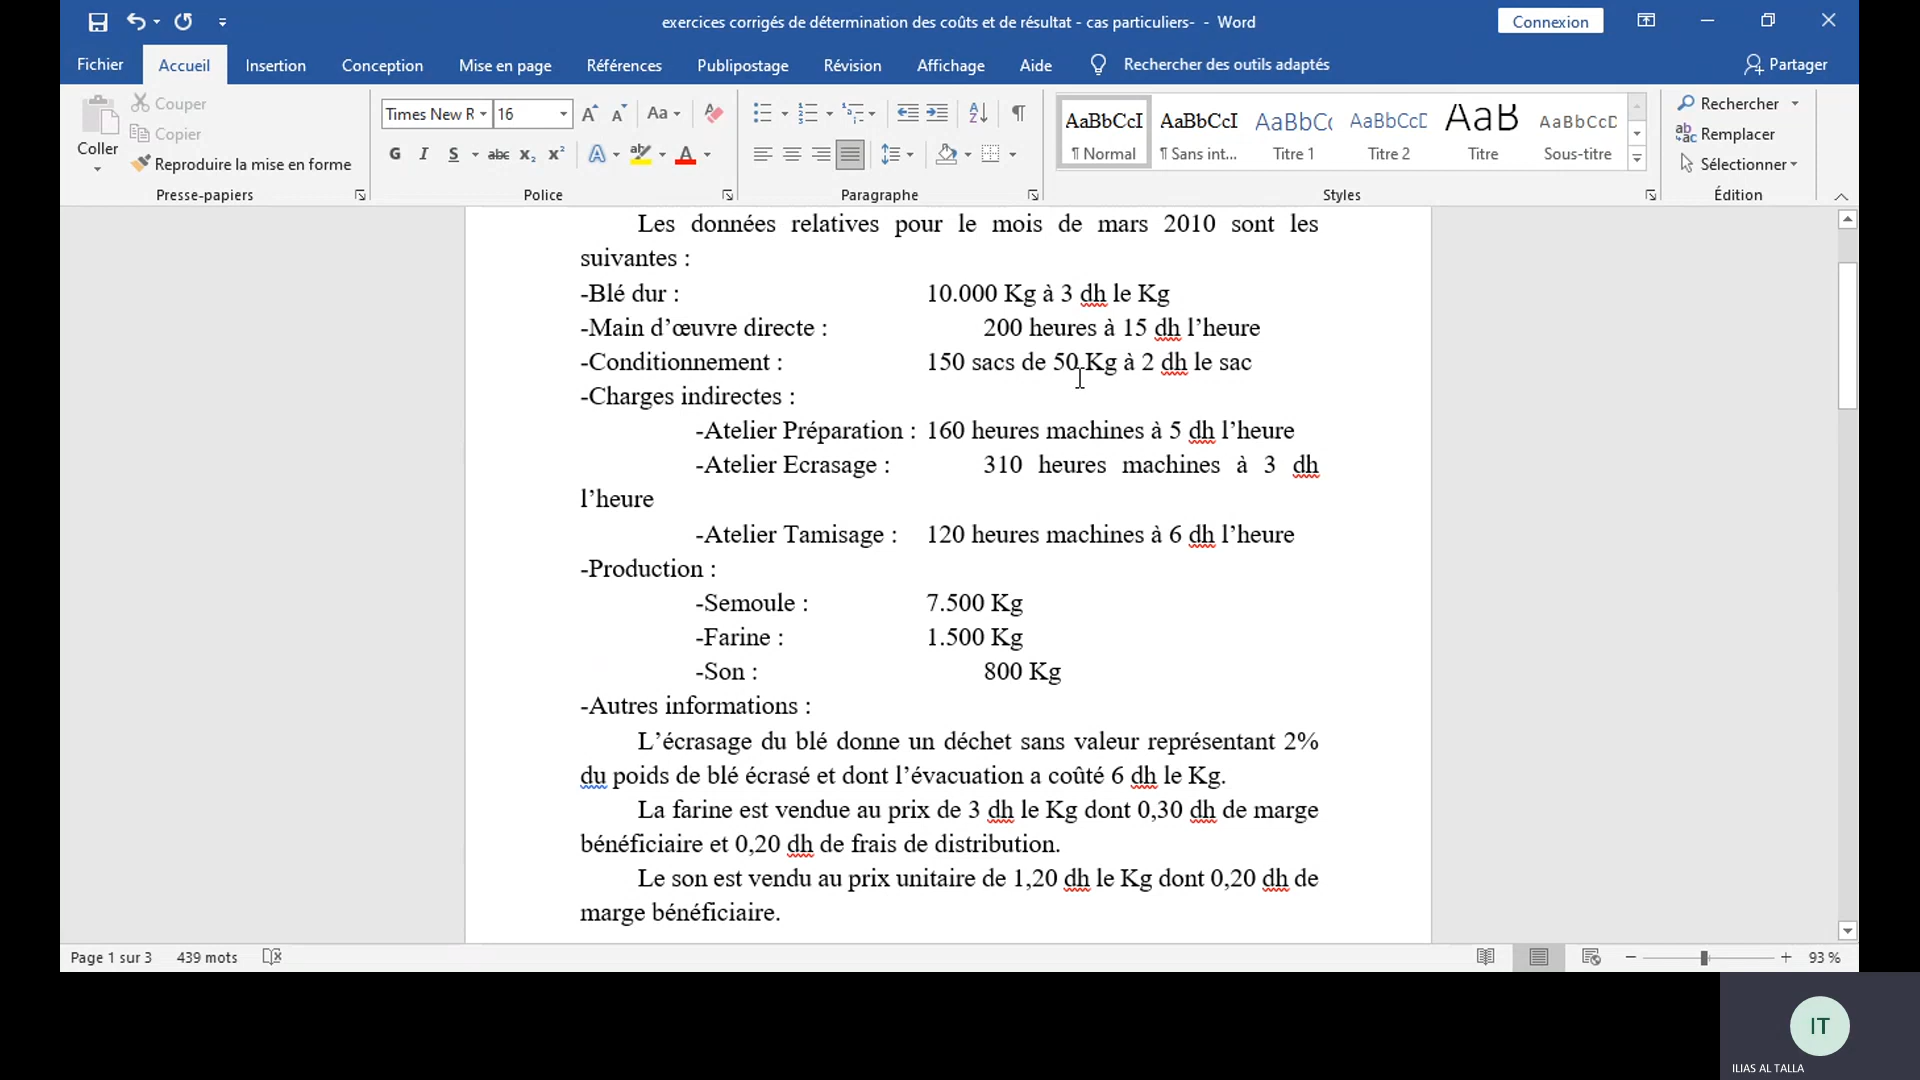 exercices corrigés de détermination des coûts et de résultat - cas particuliers- - Word
Connexion
Fichier Accueil Insertion Conception Mise en page Références Publipostage Révision Affichage Aide Rechercher des outils adaptés Partager
Coller
Couper
Copier
Reproduire la mise en forme
Presse-papiers
Times New R 16
Aa
G I S abc x₂ x² A A
Police
Paragraphe
AaBbCcI
¶ Normal
AaBbCcI
¶ Sans int...
AaBbCc
Titre 1
AaBbCcD
Titre 2
AaB
Titre
AaBbCcD
Sous-titre
Styles
Rechercher
Remplacer
Sélectionner
Édition
Les données relatives pour le mois de mars 2010 sont les
suivantes :
-Blé dur : 10.000 Kg à 3 dh le Kg
-Main d’œuvre directe : 200 heures à 15 dh l’heure
-Conditionnement : 150 sacs de 50 Kg à 2 dh le sac
-Charges indirectes :
-Atelier Préparation : 160 heures machines à 5 dh l’heure
-Atelier Ecrasage : 310 heures machines à 3 dh
l’heure
-Atelier Tamisage : 120 heures machines à 6 dh l’heure
-Production :
-Semoule : 7.500 Kg
-Farine : 1.500 Kg
-Son : 800 Kg
-Autres informations :
L’écrasage du blé donne un déchet sans valeur représentant 2%
du poids de blé écrasé et dont l’évacuation a coûté 6 dh le Kg.
La farine est vendue au prix de 3 dh le Kg dont 0,30 dh de marge
bénéficiaire et 0,20 dh de frais de distribution.
Le son est vendu au prix unitaire de 1,20 dh le Kg dont 0,20 dh de
marge bénéficiaire.
Page 1 sur 3 439 mots 93 %
IT
ILIAS AL TALLA